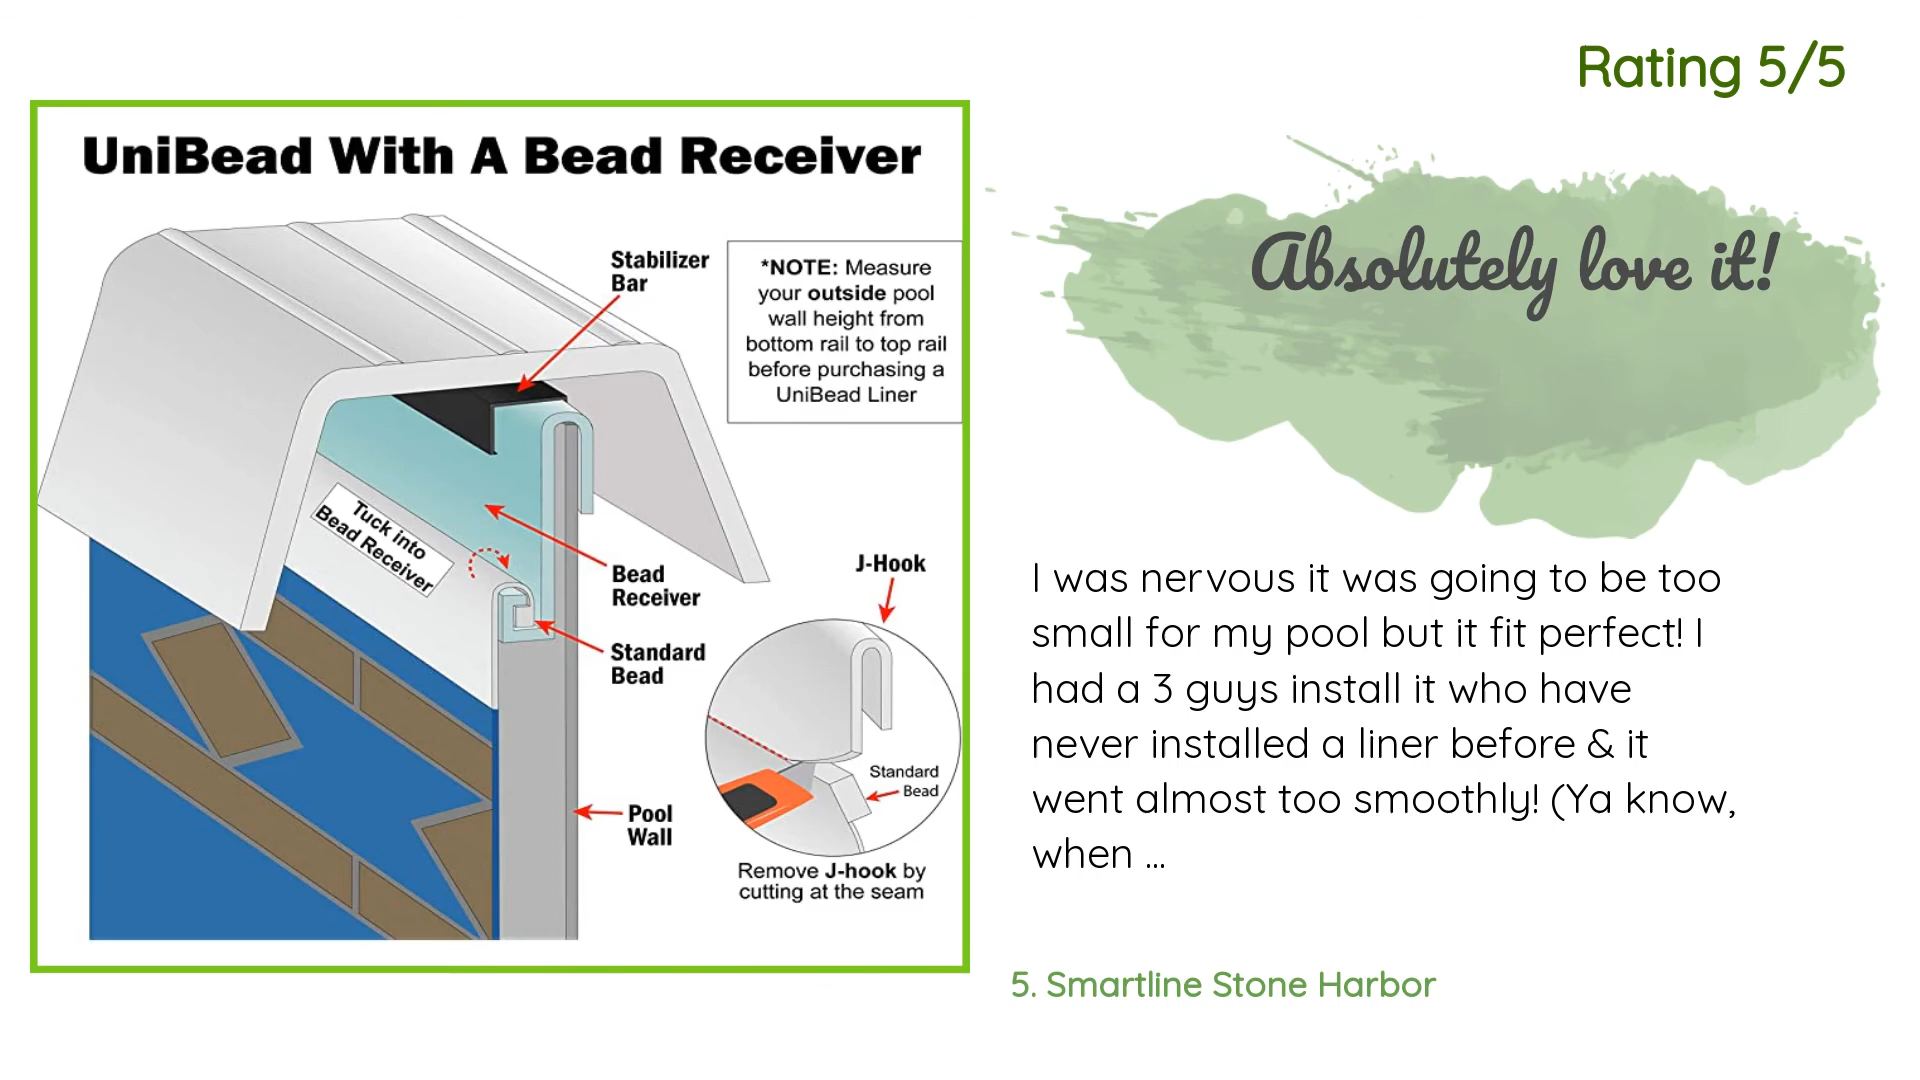 Rating 5/5
UniBead With A Bead Receiver
Stabilizer
Bar
*NOTE: Measure
your outside pool
wall height from
bottom rail to top rail
before purchasing a
UniBead Liner
Tuck into
Bead Receiver
Bead
Receiver
Standard
Bead
Pool
Wall
J-Hook
Standard
Bead
Remove J-hook by
cutting at the seam
Absolutely love it!
I was nervous it was going to be too
small for my pool but it fit perfect! I
had a 3 guys install it who have
never installed a liner before & it
went almost too smoothly! (Ya know,
when ...
5. Smartline Stone Harbor